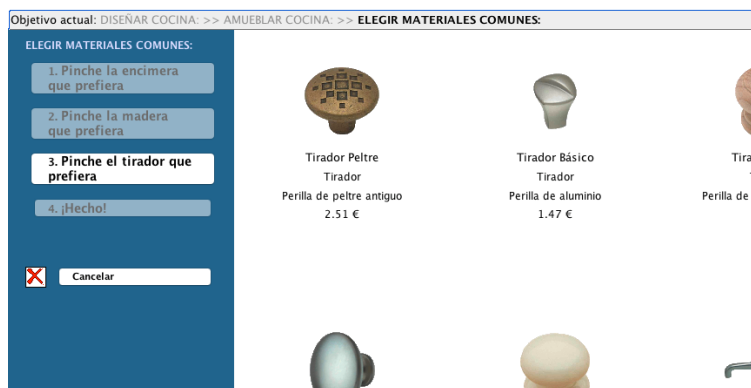 Objetivo actual: DISEÑAR COCINA: >> AMUEBLAR COCINA: >> ELEGIR MATERIALES COMUNES:
ELEGIR MATERIALES COMUNES:
1. Pinche la encimera
que prefiera
2. Pinche la madera
que prefiera
3. Pinche el tirador que
prefiera
4. ¡Hecho!
Cancelar
Tirador Peltre
Tirador
Perilla de peltre antiguo
2.51 €
Tirador Básico
Tirador
Perilla de aluminio
1.47 €
Perilla de